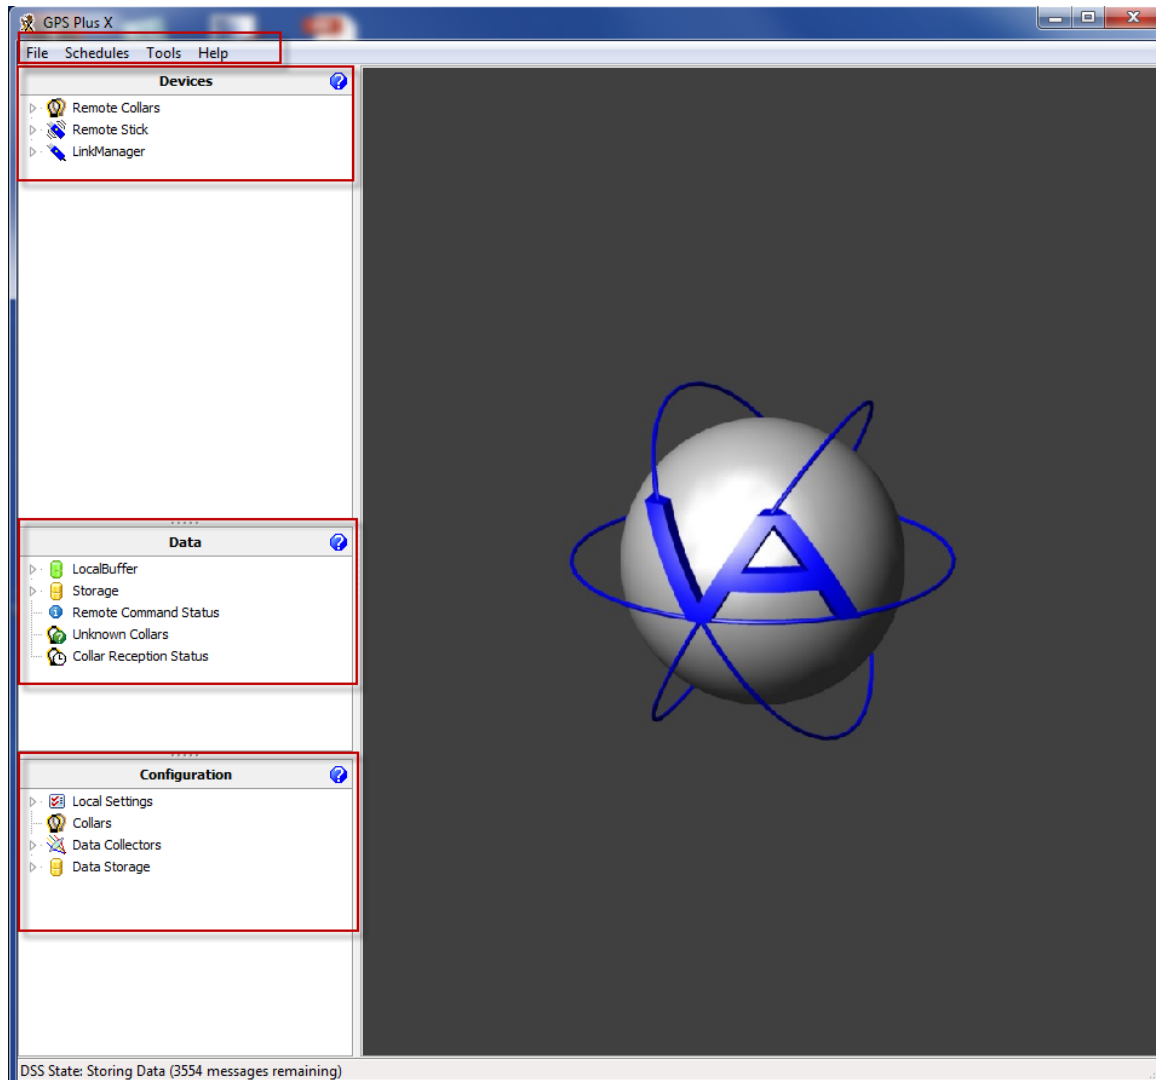 GPS Plus X
File Schedules Tools Help
Devices
Remote Collars
Remote Stick
LinkManager
Data
LocalBuffer
Storage
Remote Command Status
Unknown Collars
Collar Reception Status
Configuration
Local Settings
Collars
Data Collectors
Data Storage
VA
DSS State: Storing Data (3554 messages remaining)